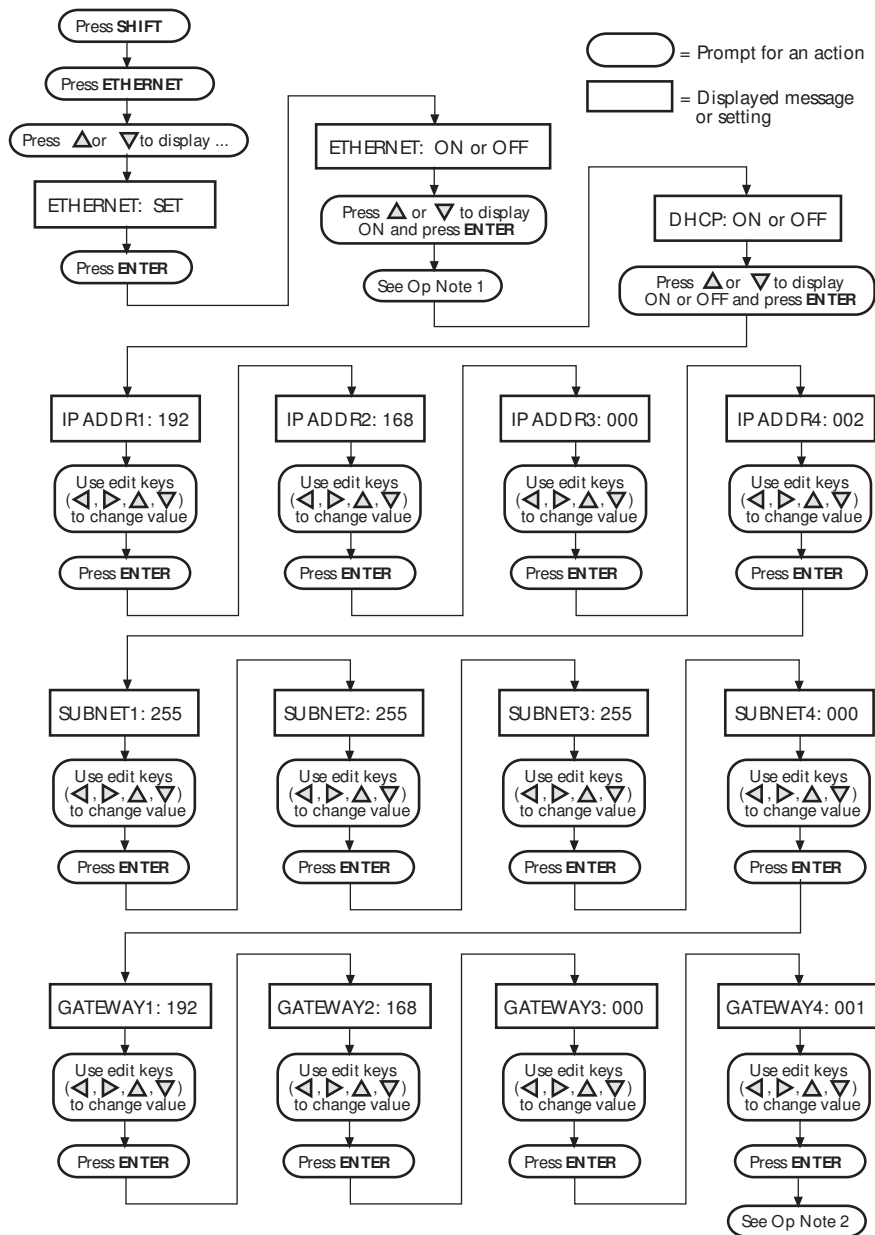 Press SHIFT
Press ETHERNET
Press △ or ▽ to display ...
ETHERNET: SET
Press ENTER
ETHERNET: ON or OFF
Press △ or ▽ to display
ON and press ENTER
See Op Note 1
= Prompt for an action
= Displayed message
or setting
DHCP: ON or OFF
Press △ or ▽ to display
ON or OFF and press ENTER
IP ADDR1: 192
Use edit keys
(◁, ▷, △, ▽)
to change value
Press ENTER
IP ADDR2: 168
Use edit keys
(◁, ▷, △, ▽)
to change value
Press ENTER
IP ADDR3: 000
Use edit keys
(◁, ▷, △, ▽)
to change value
Press ENTER
IP ADDR4: 002
Use edit keys
(◁, ▷, △, ▽)
to change value
Press ENTER
SUBNET1: 255
Use edit keys
(◁, ▷, △, ▽)
to change value
Press ENTER
SUBNET2: 255
Use edit keys
(◁, ▷, △, ▽)
to change value
Press ENTER
SUBNET3: 255
Use edit keys
(◁, ▷, △, ▽)
to change value
Press ENTER
SUBNET4: 000
Use edit keys
(◁, ▷, △, ▽)
to change value
Press ENTER
GATEWAY1: 192
Use edit keys
(◁, ▷, △, ▽)
to change value
Press ENTER
GATEWAY2: 168
Use edit keys
(◁, ▷, △, ▽)
to change value
Press ENTER
GATEWAY3: 000
Use edit keys
(◁, ▷, △, ▽)
to change value
Press ENTER
GATEWAY4: 001
Use edit keys
(◁, ▷, △, ▽)
to change value
Press ENTER
See Op Note 2